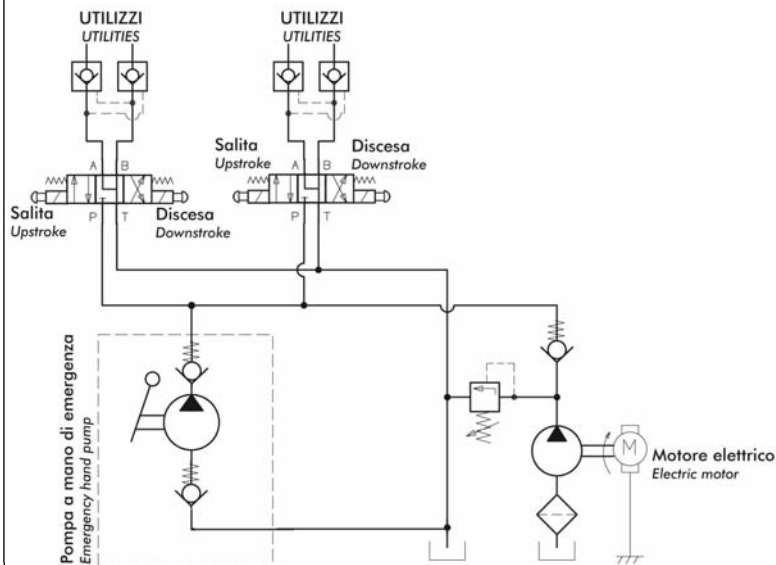 UTILIZZI
UTILITIES
UTILIZZI
UTILITIES
Salita
Upstroke
Discesa
Downstroke
A B
A B
P T
P T
Salita
Upstroke
Discesa
Downstroke
Pompa a mano di emergenza
Emergency hand pump
M
Motore elettrico
Electric motor